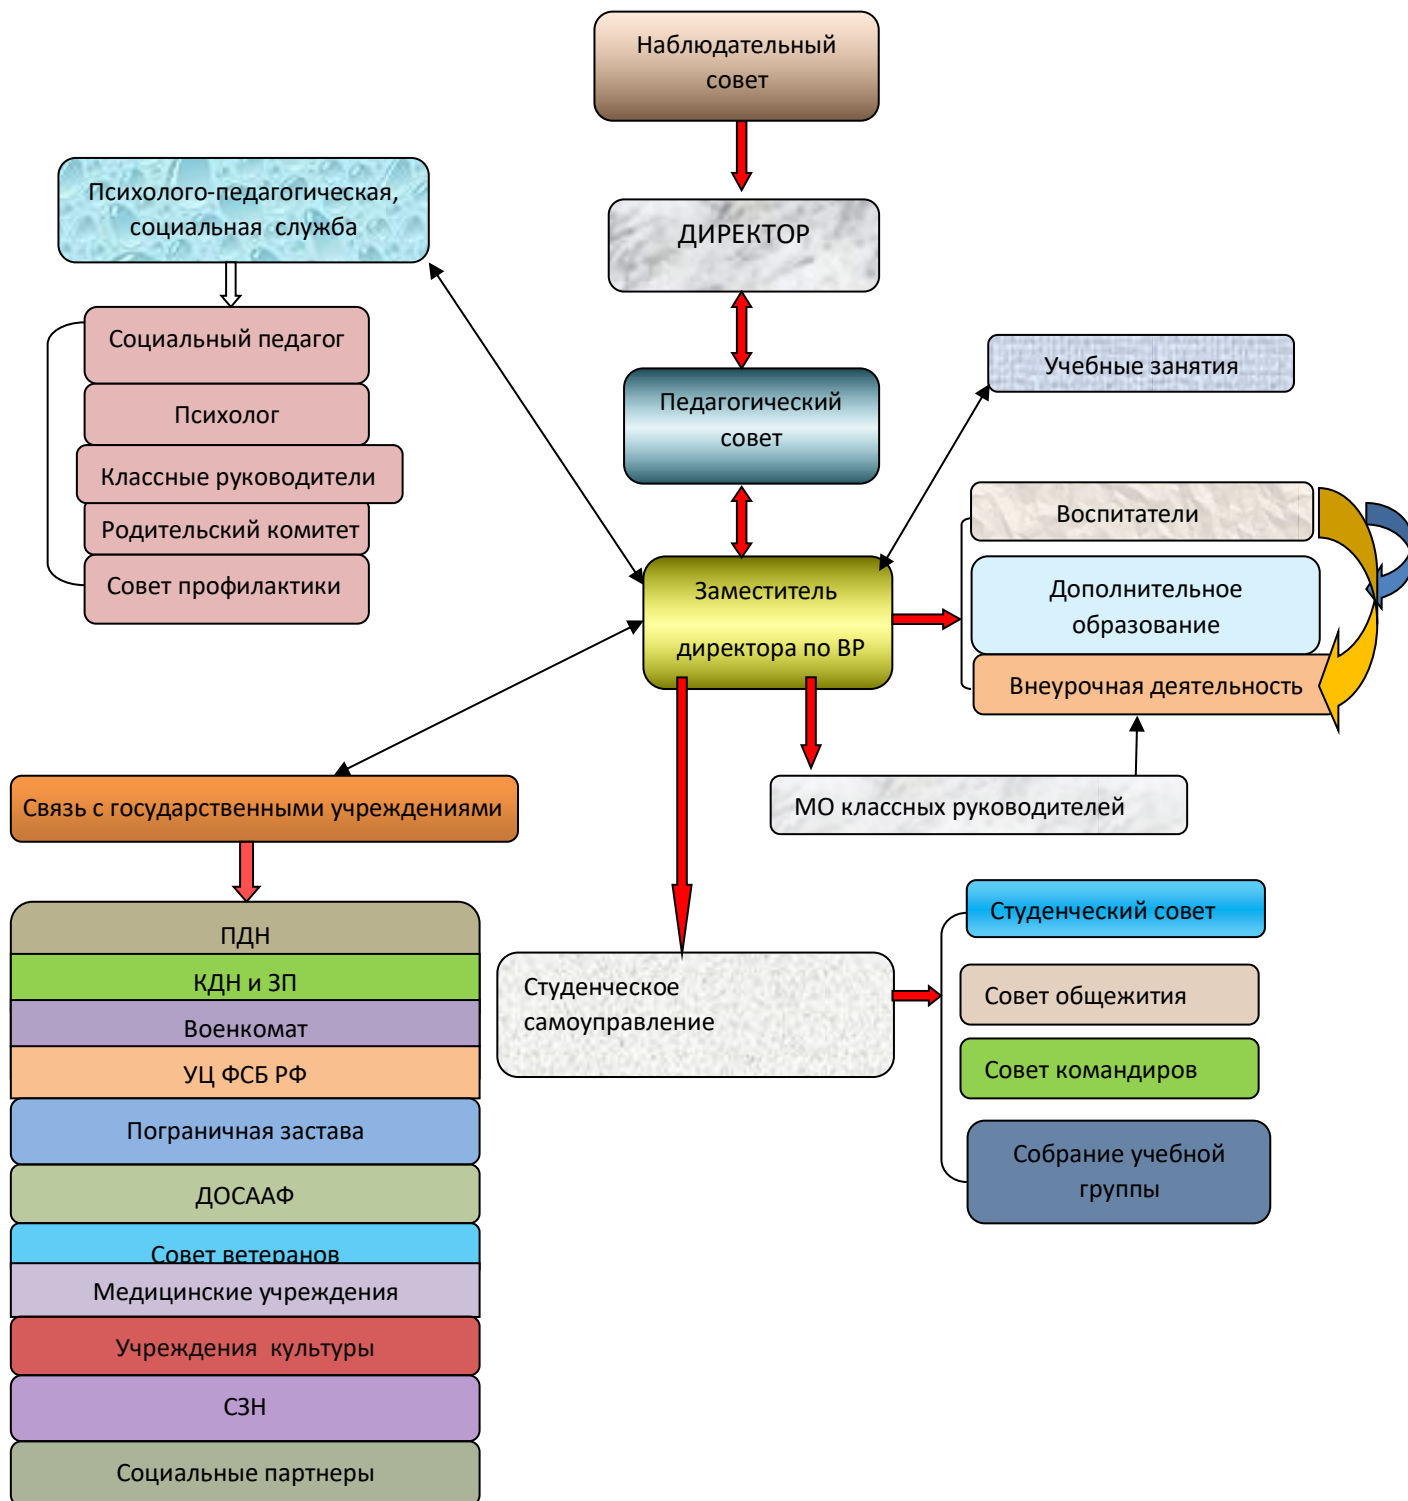 Наблюдательный
совет
Психолого-педагогическая,
социальная служба
ДИРЕКТОР
Социальный педагог
Психолог
Классные руководители
Родительский комитет
Совет профилактики
Педагогический
совет
Учебные занятия
Воспитатели
Дополнительное
образование
Внеурочная деятельность
Заместитель
директора по ВР
Связь с государственными учреждениями
МО классных руководителей
ПДН
КДН и ЗП
Военкомат
УЦ ФСБ РФ
Пограничная застава
ДОСААФ
Совет ветеранов
Медицинские учреждения
Учреждения культуры
СЗН
Социальные партнеры
Студенческое
самоуправление
Студенческий совет
Совет общежития
Совет командиров
Собрание учебной
группы